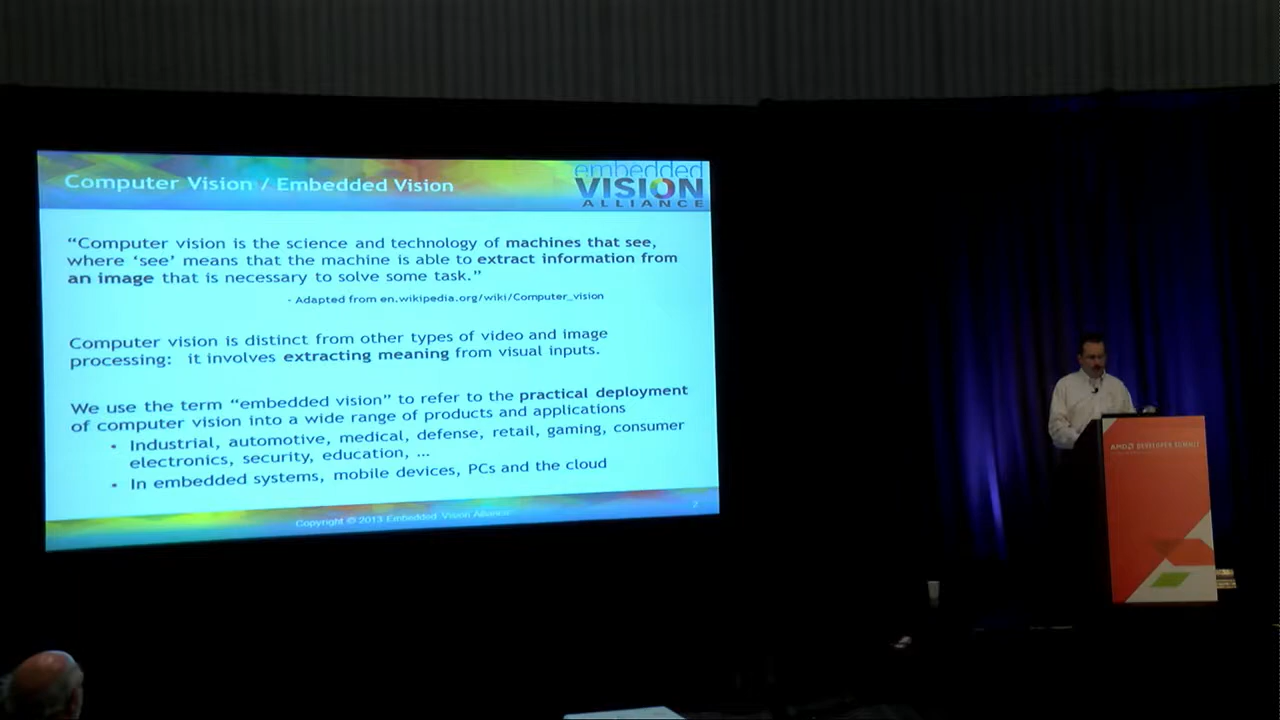 Computer Vision / Embedded Vision
embedded
VISION
ALLIANCE
“Computer vision is the science and technology of machines that see,
where ‘see’ means that the machine is able to extract information from
an image that is necessary to solve some task.”
- Adapted from en.wikipedia.org/wiki/Computer_vision
Computer vision is distinct from other types of video and image
processing: it involves extracting meaning from visual inputs.
We use the term “embedded vision” to refer to the practical deployment
of computer vision into a wide range of products and applications
• Industrial, automotive, medical, defense, retail, gaming, consumer
electronics, security, education, ...
• In embedded systems, mobile devices, PCs and the cloud
Copyright © 2013 Embedded Vision Alliance
2
AMD DEVELOPER SUMMIT